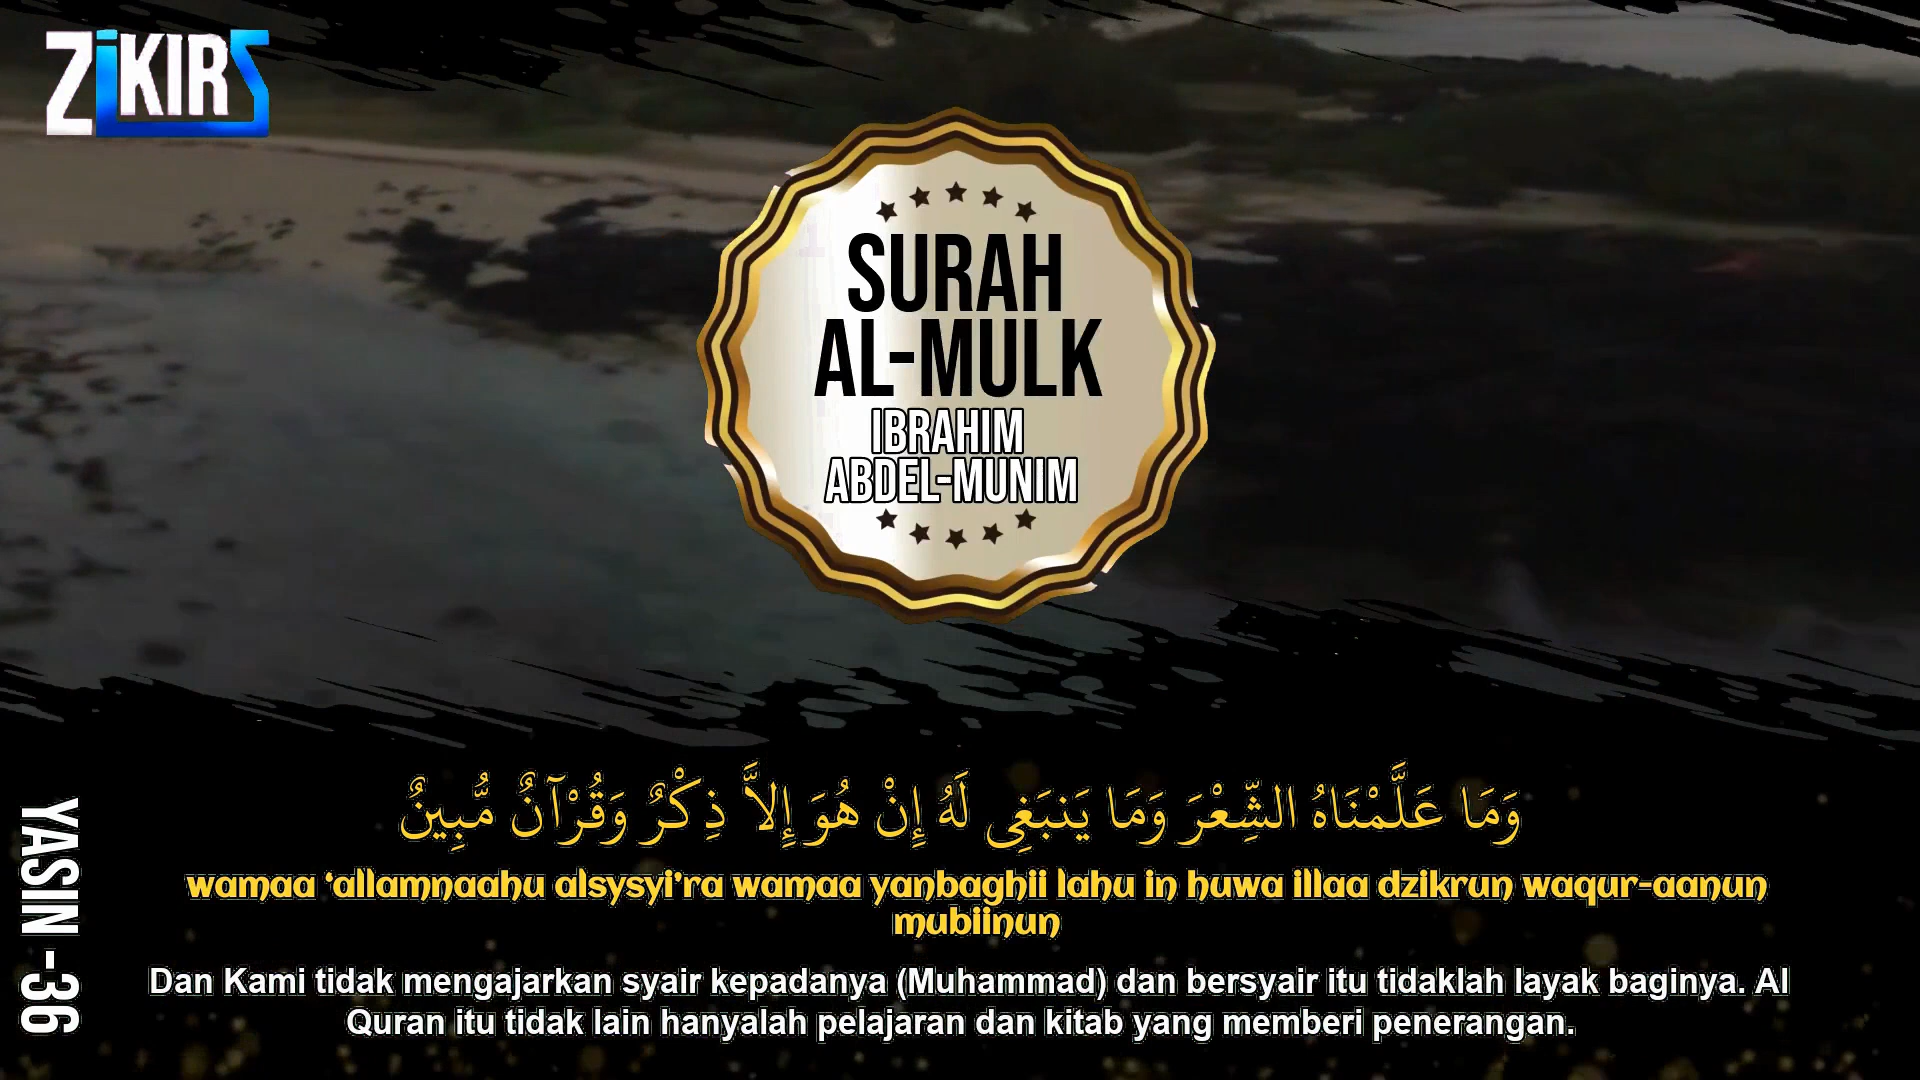 ZiKIRS
SURAH
AL-MULK
IBRAHIM
ABDEL-MUNIM
وَمَا عَلَّمْنَاهُ الشِّعْرَ وَمَا يَنبَغِي لَهُ إِنْ هُوَ إِلاَّ ذِكْرٌ وَقُرْآنٌ مُّبِينٌ
wamaa ‘allamnaahu alsysyi’ra wamaa yanbaghii lahu in huwa illaa dzikrun waqur-aanun
mubiinun
Dan Kami tidak mengajarkan syair kepadanya (Muhammad) dan bersyair itu tidaklah layak baginya. Al
Quran itu tidak lain hanyalah pelajaran dan kitab yang memberi penerangan.
YASIN -36